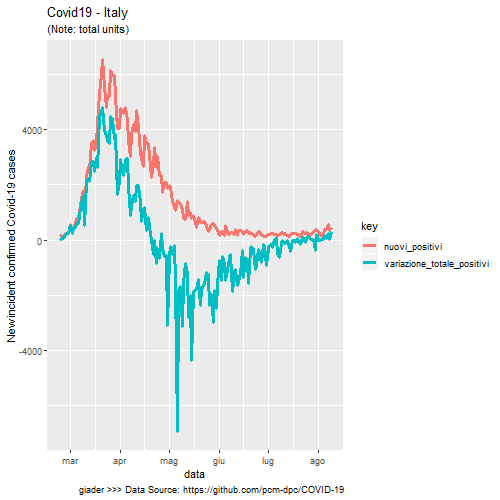 Covid19 - Italy
(Note: total units)
New/incident confirmed Covid-19 cases
4000
0
-4000
mar apr mag giu lug ago
data
key
nuovi_positivi
variazione_totale_positivi
giader >>> Data Source: https://github.com/pcm-dpc/COVID-19